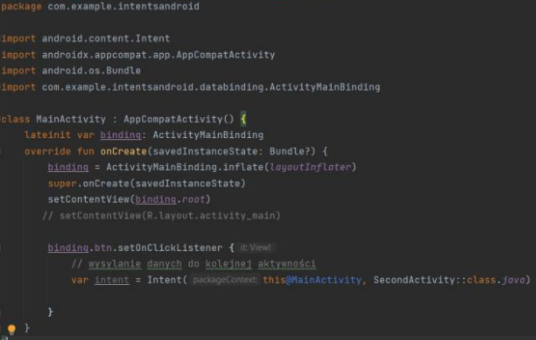 package com.example.intentsandroid
import android.content.Intent
import androidx.appcompat.app.AppCompatActivity
import android.os.Bundle
import com.example.intentsandroid.databinding.ActivityMainBinding
class MainActivity : AppCompatActivity() {
lateinit var binding: ActivityMainBinding
override fun onCreate(savedInstanceState: Bundle?) {
binding = ActivityMainBinding.inflate(layoutInflater)
super.onCreate(savedInstanceState)
setContentView(binding.root)
// setContentView(R.layout.activity_main)
binding.btn.setOnClickListener { it: View!
// wysylanie danych do kolejnej aktywności
var intent = Intent( packageContext: this@MainActivity, SecondActivity::class.java)
}
}